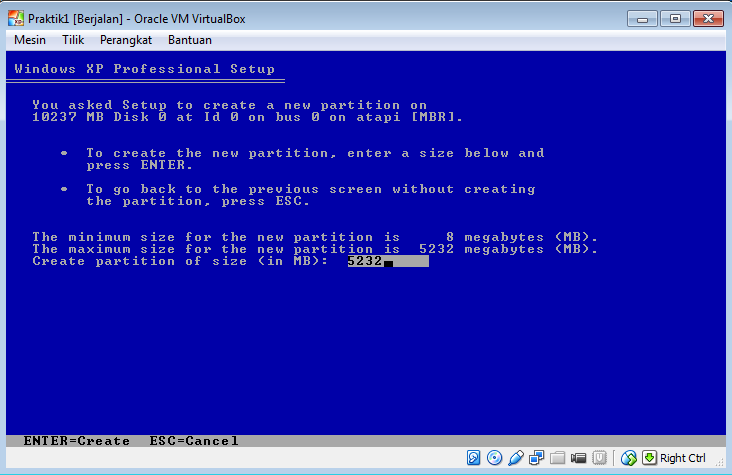 Praktik1 [Berjalan] - Oracle VM VirtualBox
Mesin Tilik Perangkat Bantuan
Windows XP Professional Setup
You asked Setup to create a new partition on
10237 MB Disk 0 at Id 0 on bus 0 on atapi [MBR].
• To create the new partition, enter a size below and
press ENTER.
• To go back to the previous screen without creating
the partition, press ESC.
The minimum size for the new partition is 8 megabytes (MB).
The maximum size for the new partition is 5232 megabytes (MB).
Create partition of size (in MB): 5232
ENTER=Create ESC=Cancel
Right Ctrl